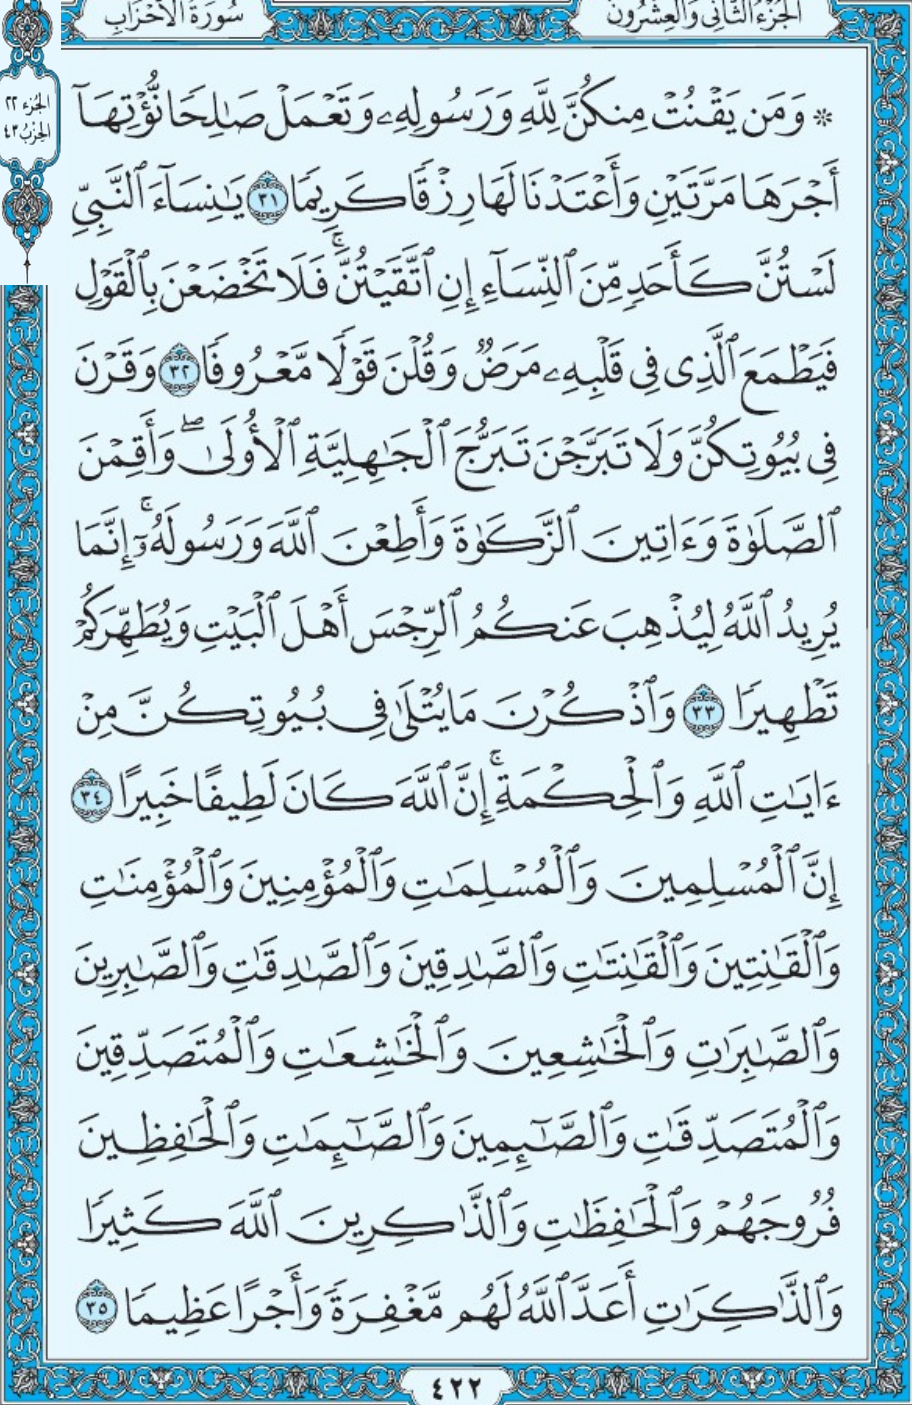 الجُزْءُ الثَّانِي وَالعِشْرُونَ
سُورَةُ الأَحْزَابِ
الجزء ٢٢
الحزب ٤٣
۞ وَمَن يَقْنُتْ مِنكُنَّ لِلَّهِ وَرَسُولِهِۦ وَتَعْمَلْ صَٰلِحًا نُّؤْتِهَآ
أَجْرَهَا مَرَّتَيْنِ وَأَعْتَدْنَا لَهَا رِزْقًا كَرِيمًا ٣١ يَٰنِسَآءَ ٱلنَّبِيِّ
لَسْتُنَّ كَأَحَدٍ مِّنَ ٱلنِّسَآءِ إِنِ ٱتَّقَيْتُنَّۚ فَلَا تَخْضَعْنَ بِٱلْقَوْلِ
فَيَطْمَعَ ٱلَّذِى فِى قَلْبِهِۦ مَرَضٌ وَقُلْنَ قَوْلًا مَّعْرُوفًا ٣٢ وَقَرْنَ
فِى بُيُوتِكُنَّ وَلَا تَبَرَّجْنَ تَبَرُّجَ ٱلْجَٰهِلِيَّةِ ٱلْأُولَىٰۖ وَأَقِمْنَ
ٱلصَّلَوٰةَ وَءَاتِينَ ٱلزَّكَوٰةَ وَأَطِعْنَ ٱللَّهَ وَرَسُولَهُۥٓۚ إِنَّمَا
يُرِيدُ ٱللَّهُ لِيُذْهِبَ عَنكُمُ ٱلرِّجْسَ أَهْلَ ٱلْبَيْتِ وَيُطَهِّرَكُمْ
تَطْهِيرًا ٣٣ وَٱذْكُرْنَ مَا يُتْلَىٰ فِى بُيُوتِكُنَّ مِنْ
ءَايَٰتِ ٱللَّهِ وَٱلْحِكْمَةِۚ إِنَّ ٱللَّهَ كَانَ لَطِيفًا خَبِيرًا ٣٤
إِنَّ ٱلْمُسْلِمِينَ وَٱلْمُسْلِمَٰتِ وَٱلْمُؤْمِنِينَ وَٱلْمُؤْمِنَٰتِ
وَٱلْقَٰنِتِينَ وَٱلْقَٰنِتَٰتِ وَٱلصَّٰدِقِينَ وَٱلصَّٰدِقَٰتِ وَٱلصَّٰبِرِينَ
وَٱلصَّٰبِرَٰتِ وَٱلْخَٰشِعِينَ وَٱلْخَٰشِعَٰتِ وَٱلْمُتَصَدِّقِينَ
وَٱلْمُتَصَدِّقَٰتِ وَٱلصَّٰٓئِمِينَ وَٱلصَّٰٓئِمَٰتِ وَٱلْحَٰفِظِينَ
فُرُوجَهُمْ وَٱلْحَٰفِظَٰتِ وَٱلذَّٰكِرِينَ ٱللَّهَ كَثِيرًا
وَٱلذَّٰكِرَٰتِ أَعَدَّ ٱللَّهُ لَهُم مَّغْفِرَةً وَأَجْرًا عَظِيمًا ٣٥
٤٢٢